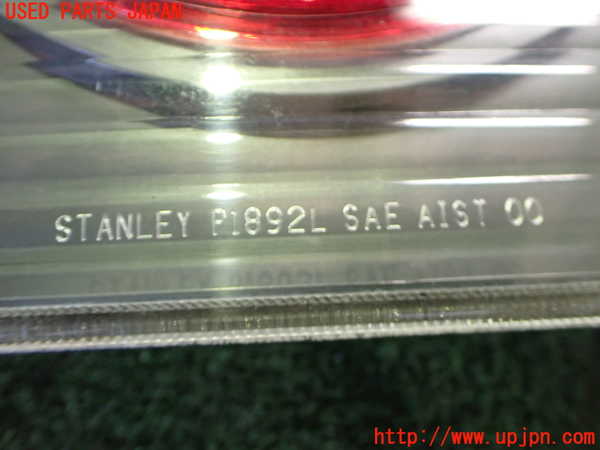 USED PARTS JAPAN
STANLEY P1892L SAE AIST 00
http://www.upjpn.com